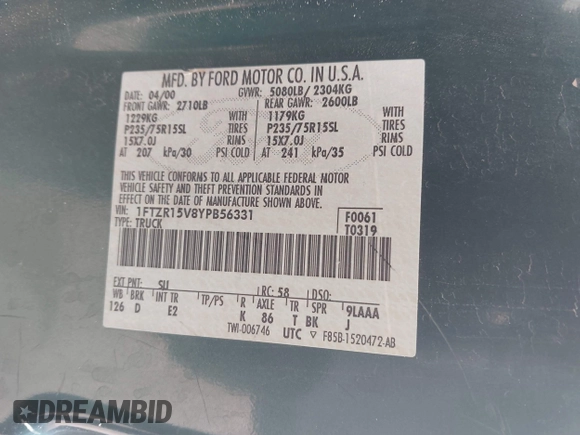 MFD. BY FORD MOTOR CO. IN U.S.A.
DATE: 04/00 GVWR: 5080LB/ 2304KG
FRONT GAWR: 2710LB REAR GAWR: 2600LB
1229KG WITH 1179KG WITH
P235/75R15SL TIRES P235/75R15SL TIRES
15X7.0J RIMS 15X7.0J RIMS
AT 207 kPa/30 PSI COLD AT 241 kPa/35 PSI COLD
THIS VEHICLE CONFORMS TO ALL APPLICABLE FEDERAL MOTOR
VEHICLE SAFETY AND THEFT PREVENTION STANDARDS IN
EFFECT ON THE DATE OF MANUFACTURE SHOWN ABOVE.
VIN: 1FTZR15V8YPB56331 F0061
TYPE: TRUCK T0319
EXT PNT: SU RC: 58 DSO:
WB BRK INT TR TP/PS R AXLE TR SPR 9LAAA
126 D E2 K 86 T BK J
TWI-006746 UTC ▽ F85B-1520472-AB
DREAMBID